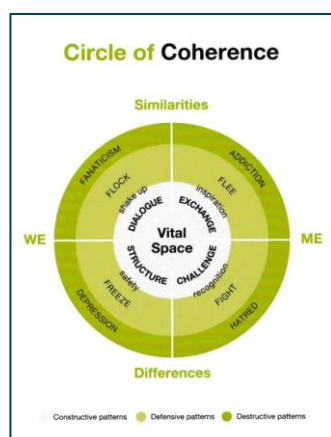 Circle of Coherence
Similarities
FANATICISM
ADDICTION
FLOCK
FLEE
shake up
inspiration
DIALOGUE
EXCHANGE
WE
Vital
Space
ME
STRUCTURE
CHALLENGE
safety
recognition
FREEZE
FIGHT
DEPRESSION
HATRED
Differences
Constructive patterns
Defensive patterns
Destructive patterns